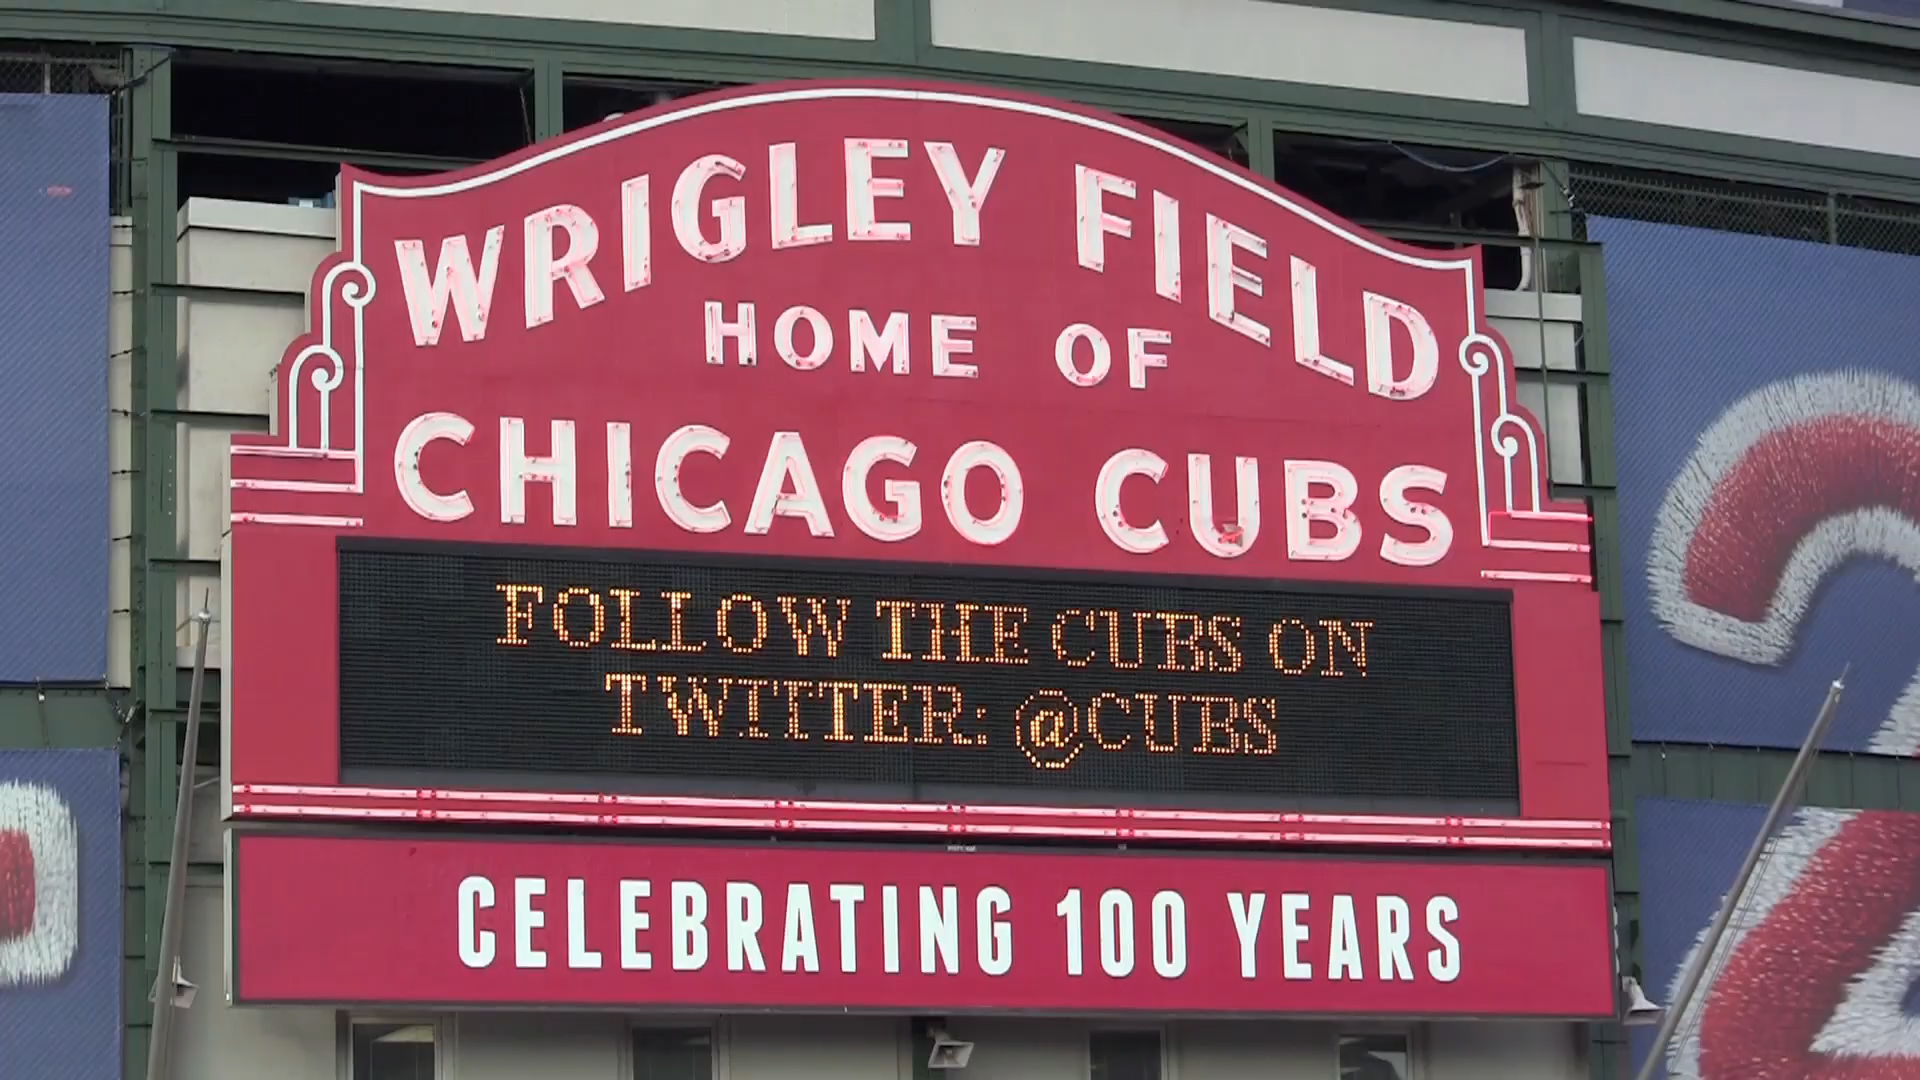 WRIGLEY FIELD
HOME OF
CHICAGO CUBS
FOLLOW THE CUBS ON
TWITTER: @CUBS
CELEBRATING 100 YEARS